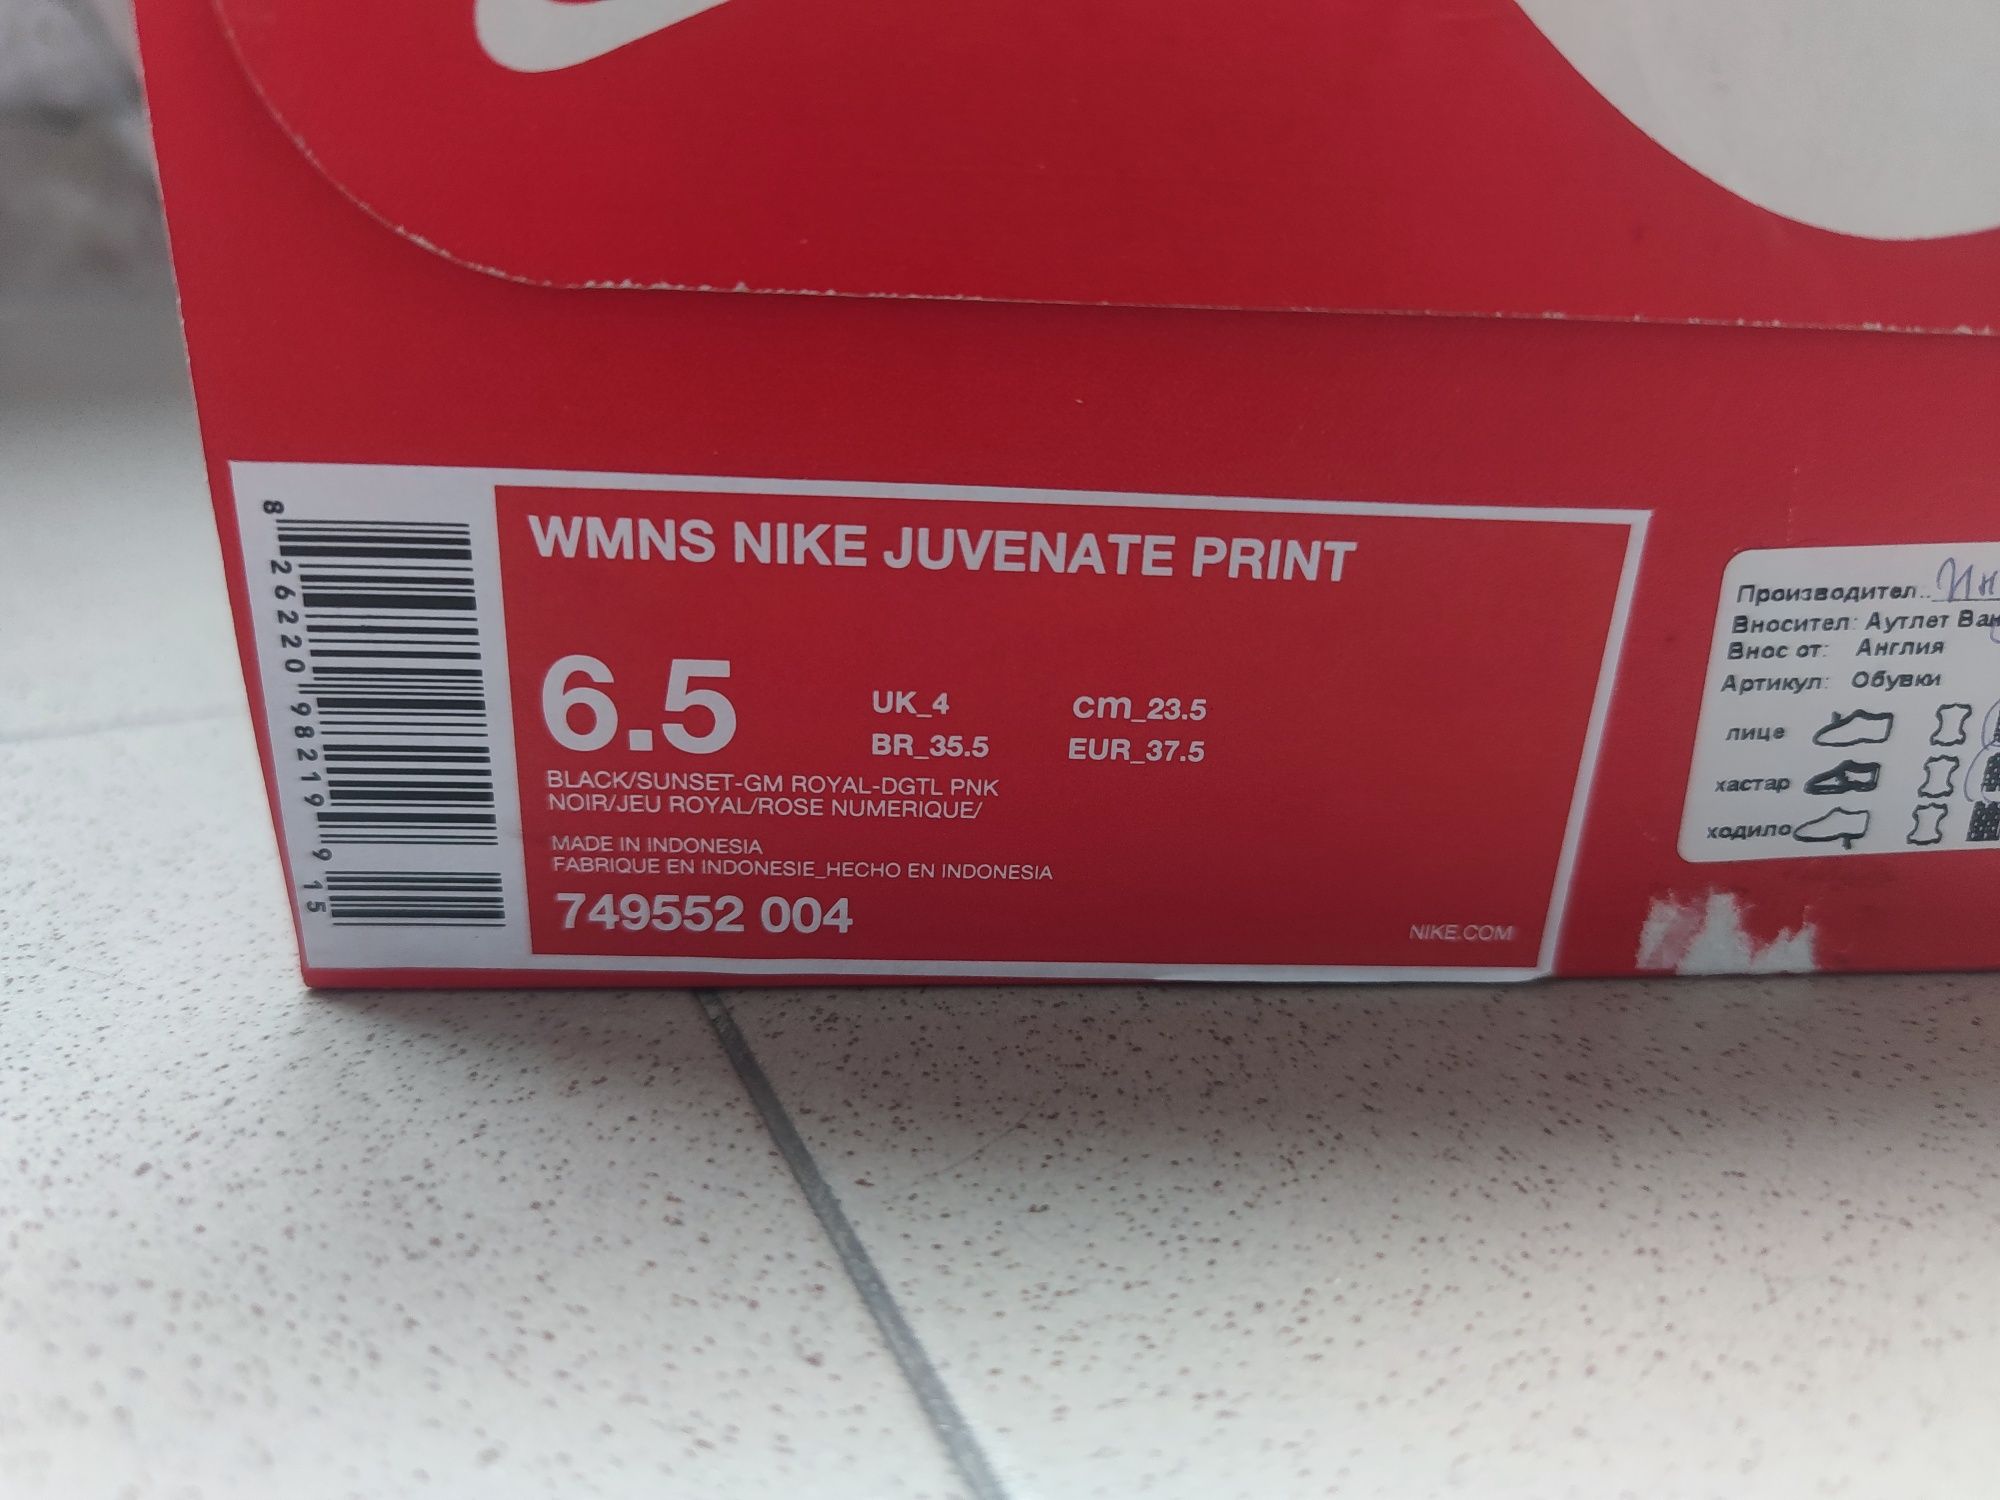 WMNS NIKE JUVENATE PRINT
6.5
UK_4
cm_23.5
BR_35.5
EUR_37.5
BLACK/SUNSET-GM ROYAL-DGTL PNK
NOIR/JEU ROYAL/ROSE NUMERIQUE/
MADE IN INDONESIA
FABRIQUE EN INDONESIE_HECHO EN INDONESIA
749552 004
NIKE.COM
8 26220 98219 9 15
Производител..
Вносител: Аутлет
Внос от: Англия
Артикул: Обувки
лице
хастар
ходило